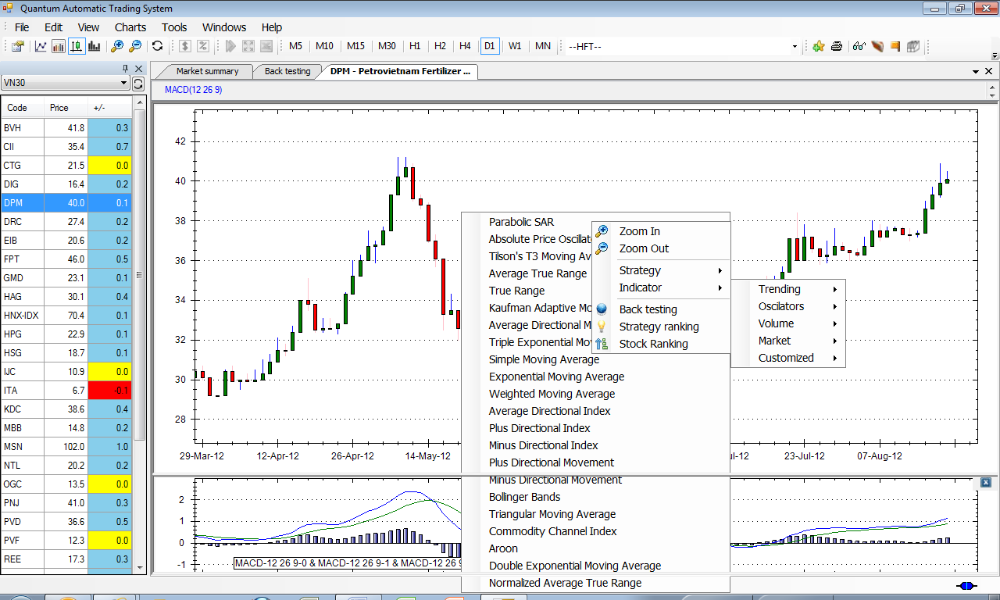 Quantum Automatic Trading System
File Edit View Charts Tools Windows Help
M5 M10 M15 M30 H1 H2 H4 D1 W1 MN --HFT--
VN30
Market summary Back testing DPM - Petrovietnam Fertilizer ...
MACD(12 26 9)
Code Price +/-
BVH 41.8 0.3
CII 35.4 0.7
CTG 21.5 0.0
DIG 16.4 0.2
DPM 40.0 0.1
DRC 27.4 0.2
EIB 20.6 0.2
FPT 46.0 0.5
GMD 23.1 0.1
HAG 30.1 0.4
HNX-IDX 70.4 0.1
HPG 22.9 0.1
HSG 18.7 0.1
IJC 10.9 0.0
ITA 6.7 -0.1
KDC 38.6 0.4
MBB 14.8 0.2
MSN 102.0 1.0
NTL 20.2 0.2
OGC 13.5 0.0
PNJ 41.0 0.3
PVD 36.6 0.5
PVF 12.3 0.0
REE 17.3 0.3
42
40
38
36
34
32
30
28
29-Mar-12 12-Apr-12 26-Apr-12 14-May-12 ul-12 23-Jul-12 07-Aug-12
Parabolic SAR
Absolute Price Oscillat
Tilson's T3 Moving Av
Average True Range
True Range
Kaufman Adaptive Mo
Average Directional M
Triple Exponential Mov
Simple Moving Average
Exponential Moving Average
Weighted Moving Average
Average Directional Index
Plus Directional Index
Minus Directional Index
Plus Directional Movement
Minus Directional Movement
Bollinger Bands
Triangular Moving Average
Commodity Channel Index
Aroon
Double Exponential Moving Average
Normalized Average True Range
Zoom In
Zoom Out
Strategy
Indicator
Back testing
Strategy ranking
Stock Ranking
Trending
Oscilators
Volume
Market
Customized
2
1
0
-1
MACD-12 26 9-0 & MACD-12 26 9-1 & MACD-12 26 9